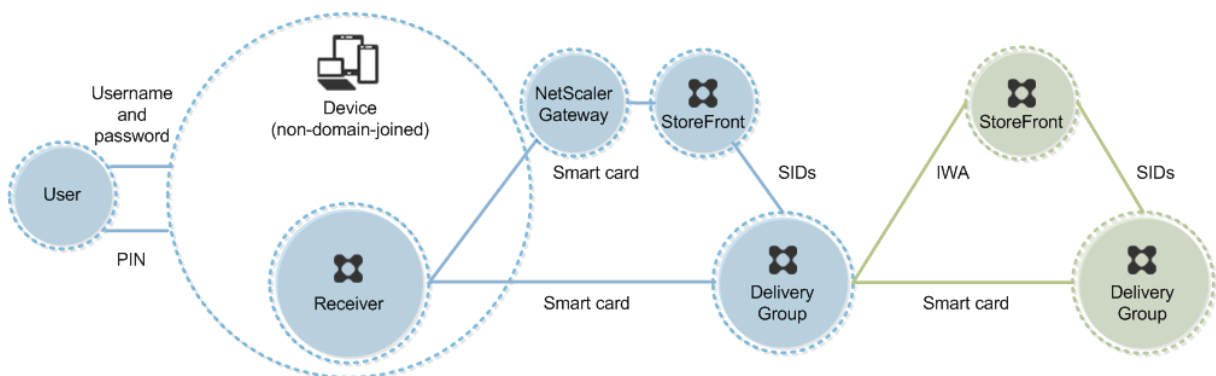 Username
and
password
User
PIN
Device
(non-domain-joined)
Receiver
NetScaler
Gateway
StoreFront
Smart card
SIDs
Smart card
Delivery
Group
StoreFront
IWA
SIDs
Smart card
Delivery
Group